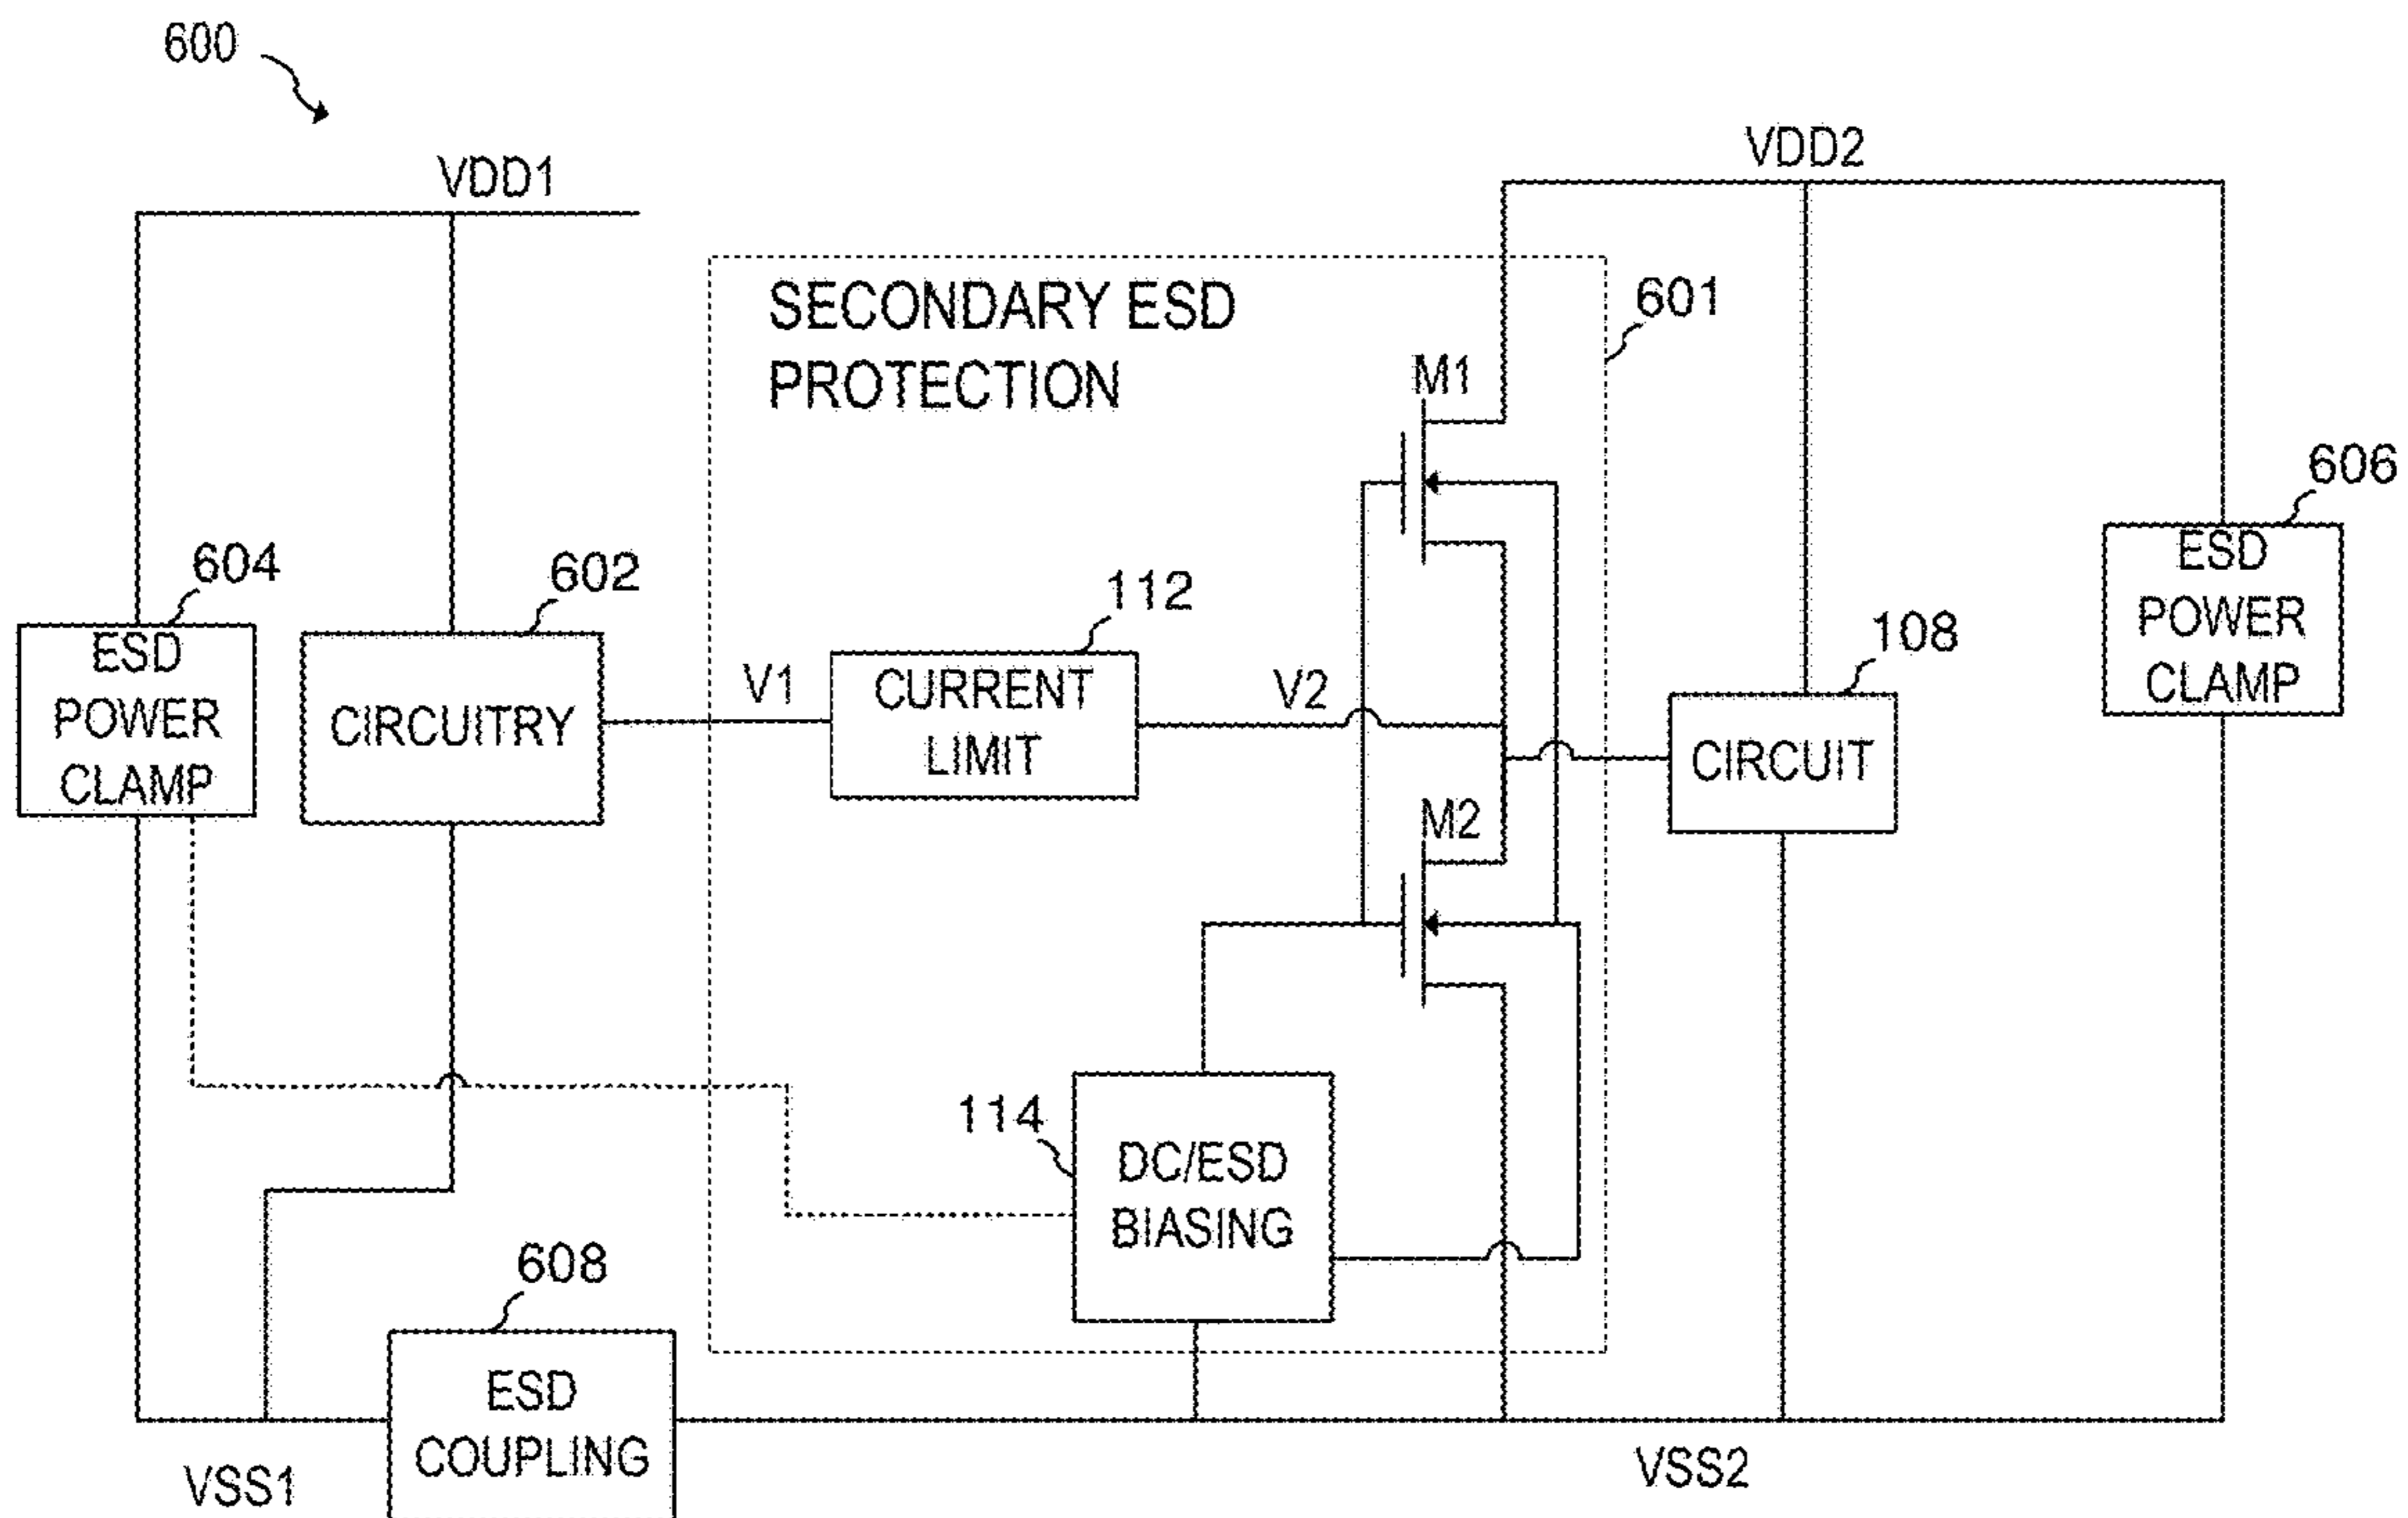 600
VDD1
VDD2
SECONDARY ESD
PROTECTION
601
M1
606
ESD
POWER
CLAMP
604
ESD
POWER
CLAMP
602
CIRCUITRY
V1
112
CURRENT
LIMIT
V2
108
CIRCUIT
M2
114
DC/ESD
BIASING
608
ESD
COUPLING
VSS1
VSS2